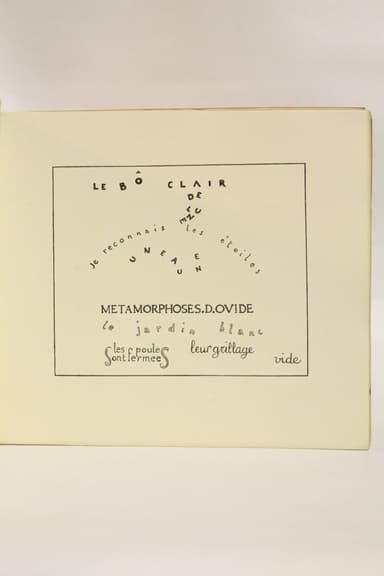 LE BÔ CLAIR
DE LUNE
je reconnais les étoiles
UNE A UNE
METAMORPHOSES.D.OVIDE
le jardin blanc
les poules leur grillage
Sont fermées vide